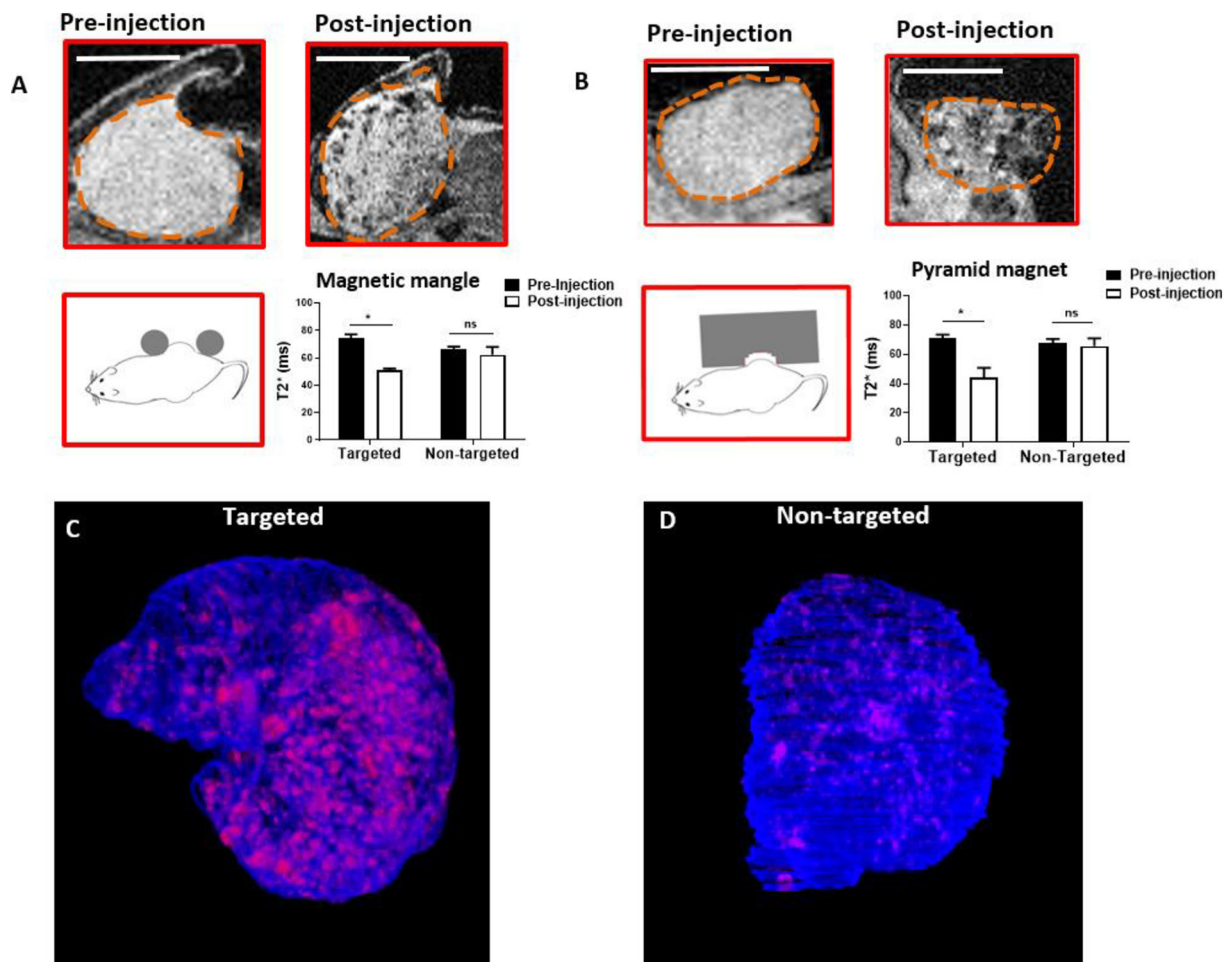 A
Pre-injection
Post-injection
Magnetic mangle
Pre-Injection
Post-injection
T2* (ms)
100
80
60
40
20
0
*
ns
Targeted
Non-targeted
B
Pre-injection
Post-injection
Pyramid magnet
Pre-injection
Post-injection
T2* (ms)
100
80
60
40
20
0
*
ns
Targeted
Non-Targeted
C
Targeted
D
Non-targeted